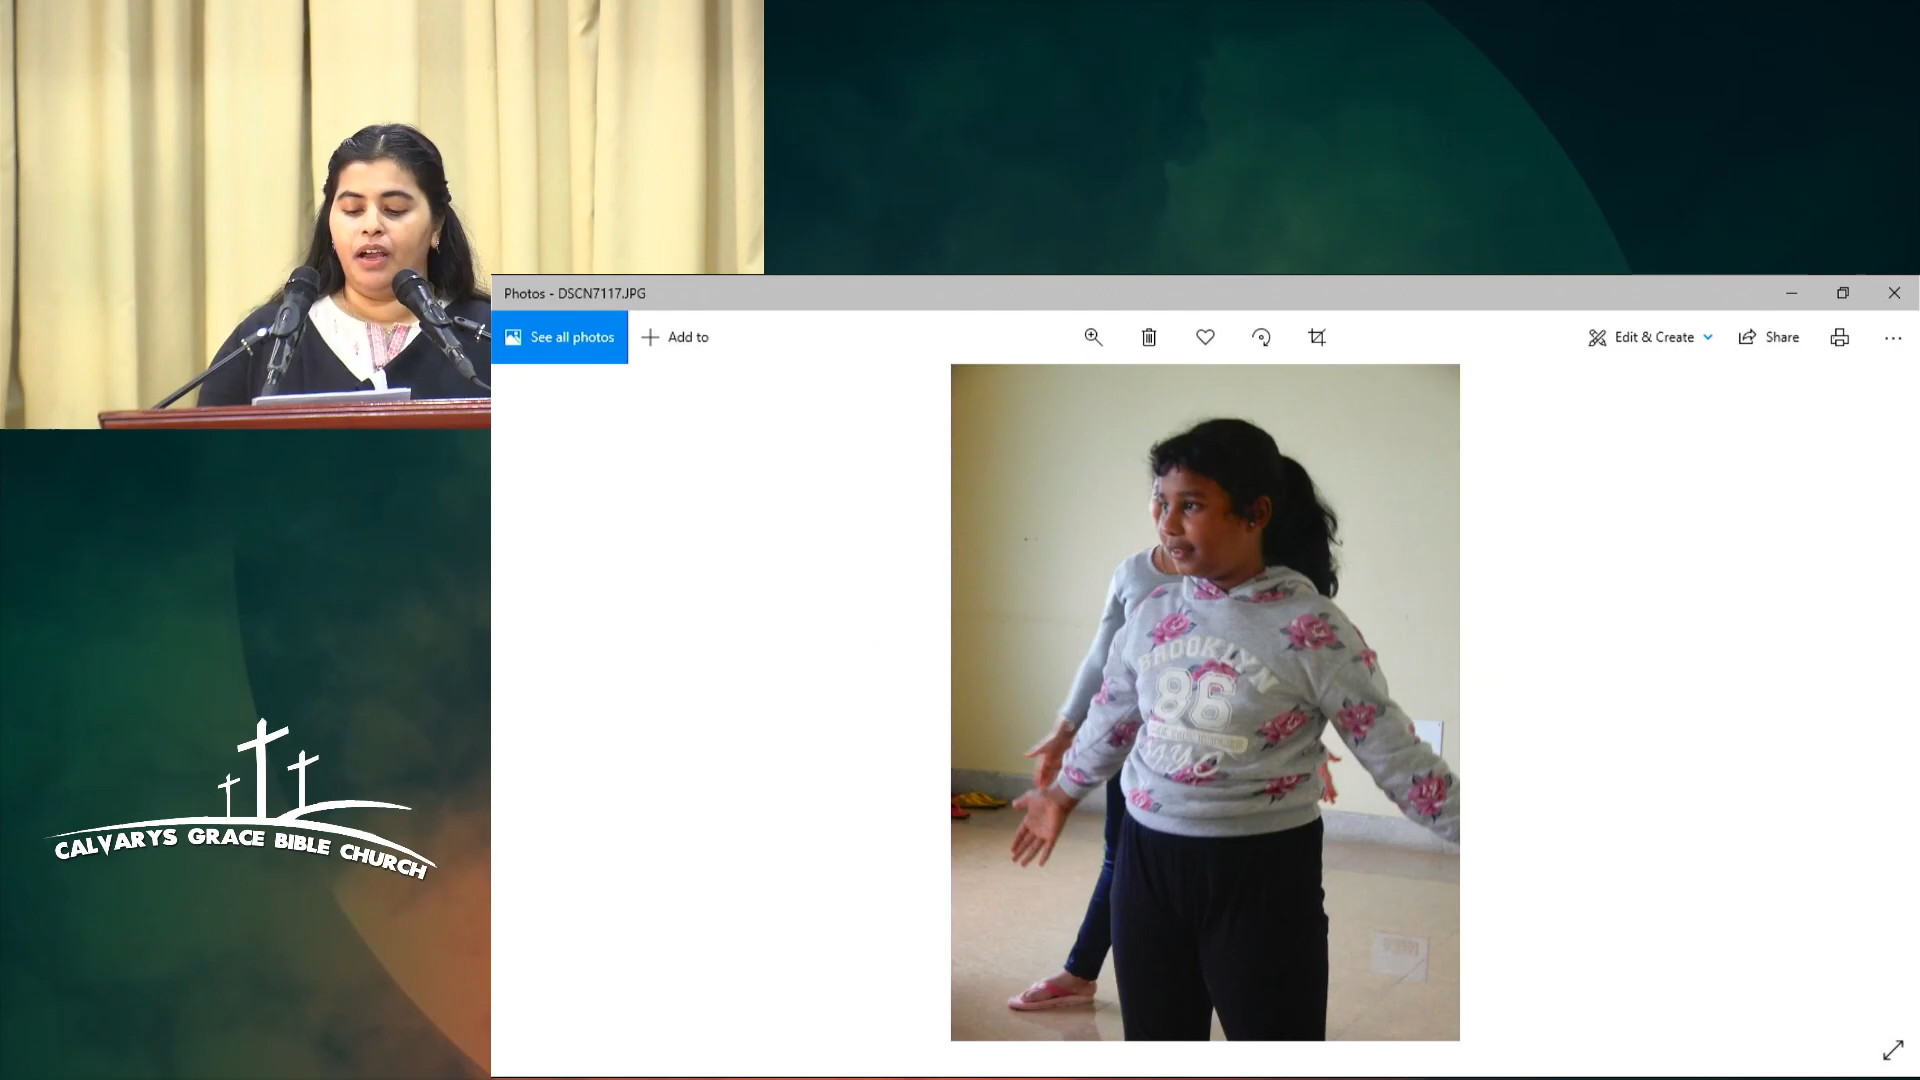 Photos - DSCN7117.JPG
See all photos
Add to
Edit & Create
Share
BROOKLYN
86
N.Y.C
CALVARYS GRACE BIBLE CHURCH